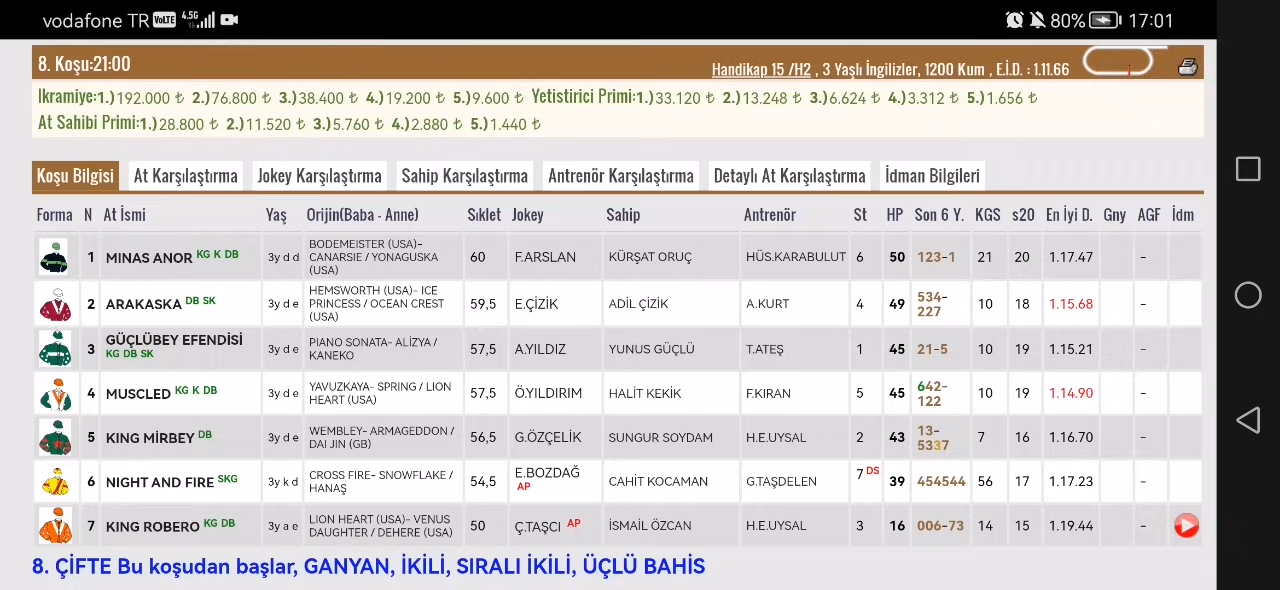 vodafone TR VoLTE 4.5G 80% 17:01
8. Koşu:21:00
Handikap 15 /H2 , 3 Yaşlı İngilizler, 1200 Kum , E.İ.D. : 1.11.66
Ikramiye:1.)192.000 ₺ 2.)76.800 ₺ 3.)38.400 ₺ 4.)19.200 ₺ 5.)9.600 ₺ Yetistirici Primi:1.)33.120 ₺ 2.)13.248 ₺ 3.)6.624 ₺ 4.)3.312 ₺ 5.)1.656 ₺
At Sahibi Primi:1.)28.800 ₺ 2.)11.520 ₺ 3.)5.760 ₺ 4.)2.880 ₺ 5.)1.440 ₺
Koşu Bilgisi At Karşılaştırma Jokey Karşılaştırma Sahip Karşılaştırma Antrenör Karşılaştırma Detaylı At Karşılaştırma İdman Bilgileri
Forma N At İsmi Yaş Orijin(Baba - Anne) Sıklet Jokey Sahip Antrenör St HP Son 6 Y. KGS s20 En İyi D. Gny AGF İdm
1 MINAS ANOR KG K DB 3y d d BODEMEISTER (USA)- CANARSIE / YONAGUSKA (USA) 60 F.ARSLAN KÜRŞAT ORUÇ HÜS.KARABULUT 6 50 123-1 21 20 1.17.47 -
2 ARAKASKA DB SK 3y d e HEMSWORTH (USA)- ICE PRINCESS / OCEAN CREST (USA) 59,5 E.ÇİZİK ADİL ÇİZİK A.KURT 4 49 534-227 10 18 1.15.68 -
3 GÜÇLÜBEY EFENDİSİ KG DB SK 3y d e PIANO SONATA- ALİZYA / KANEKO 57,5 A.YILDIZ YUNUS GÜÇLÜ T.ATEŞ 1 45 21-5 10 19 1.15.21 -
4 MUSCLED KG K DB 3y d e YAVUZKAYA- SPRING / LION HEART (USA) 57,5 Ö.YILDIRIM HALİT KEKİK F.KIRAN 5 45 642-122 10 19 1.14.90 -
5 KING MİRBEY DB 3y d e WEMBLEY- ARMAGEDDON / DAI JIN (GB) 56,5 G.ÖZÇELİK SUNGUR SOYDAM H.E.UYSAL 2 43 13-5337 7 16 1.16.70 -
6 NIGHT AND FIRE SKG 3y k d CROSS FIRE- SNOWFLAKE / HANAŞ 54,5 E.BOZDAĞ AP CAHİT KOCAMAN G.TAŞDELEN 7 DS 39 454544 56 17 1.17.23 -
7 KING ROBERO KG DB 3y a e LION HEART (USA)- VENUS DAUGHTER / DEHERE (USA) 50 Ç.TAŞCI AP İSMAİL ÖZCAN H.E.UYSAL 3 16 006-73 14 15 1.19.44 -
8. ÇİFTE Bu koşudan başlar, GANYAN, İKİLİ, SIRALI İKİLİ, ÜÇLÜ BAHİS